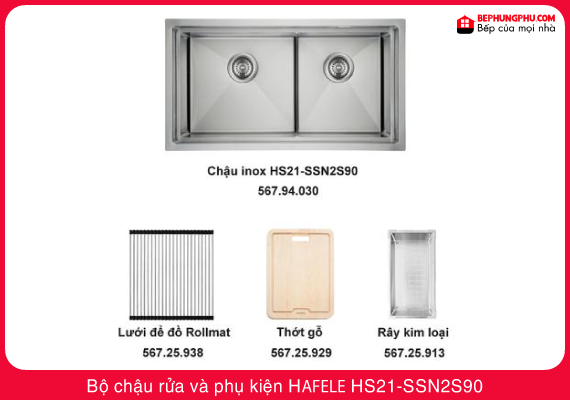 BEPHUNGPHU.COM
Bếp của mọi nhà
Chậu inox HS21-SSN2S90
567.94.030
Lưới để đồ Rollmat
567.25.938
Thớt gỗ
567.25.929
Rây kim loại
567.25.913
Bộ chậu rửa và phụ kiện HAFELE HS21-SSN2S90